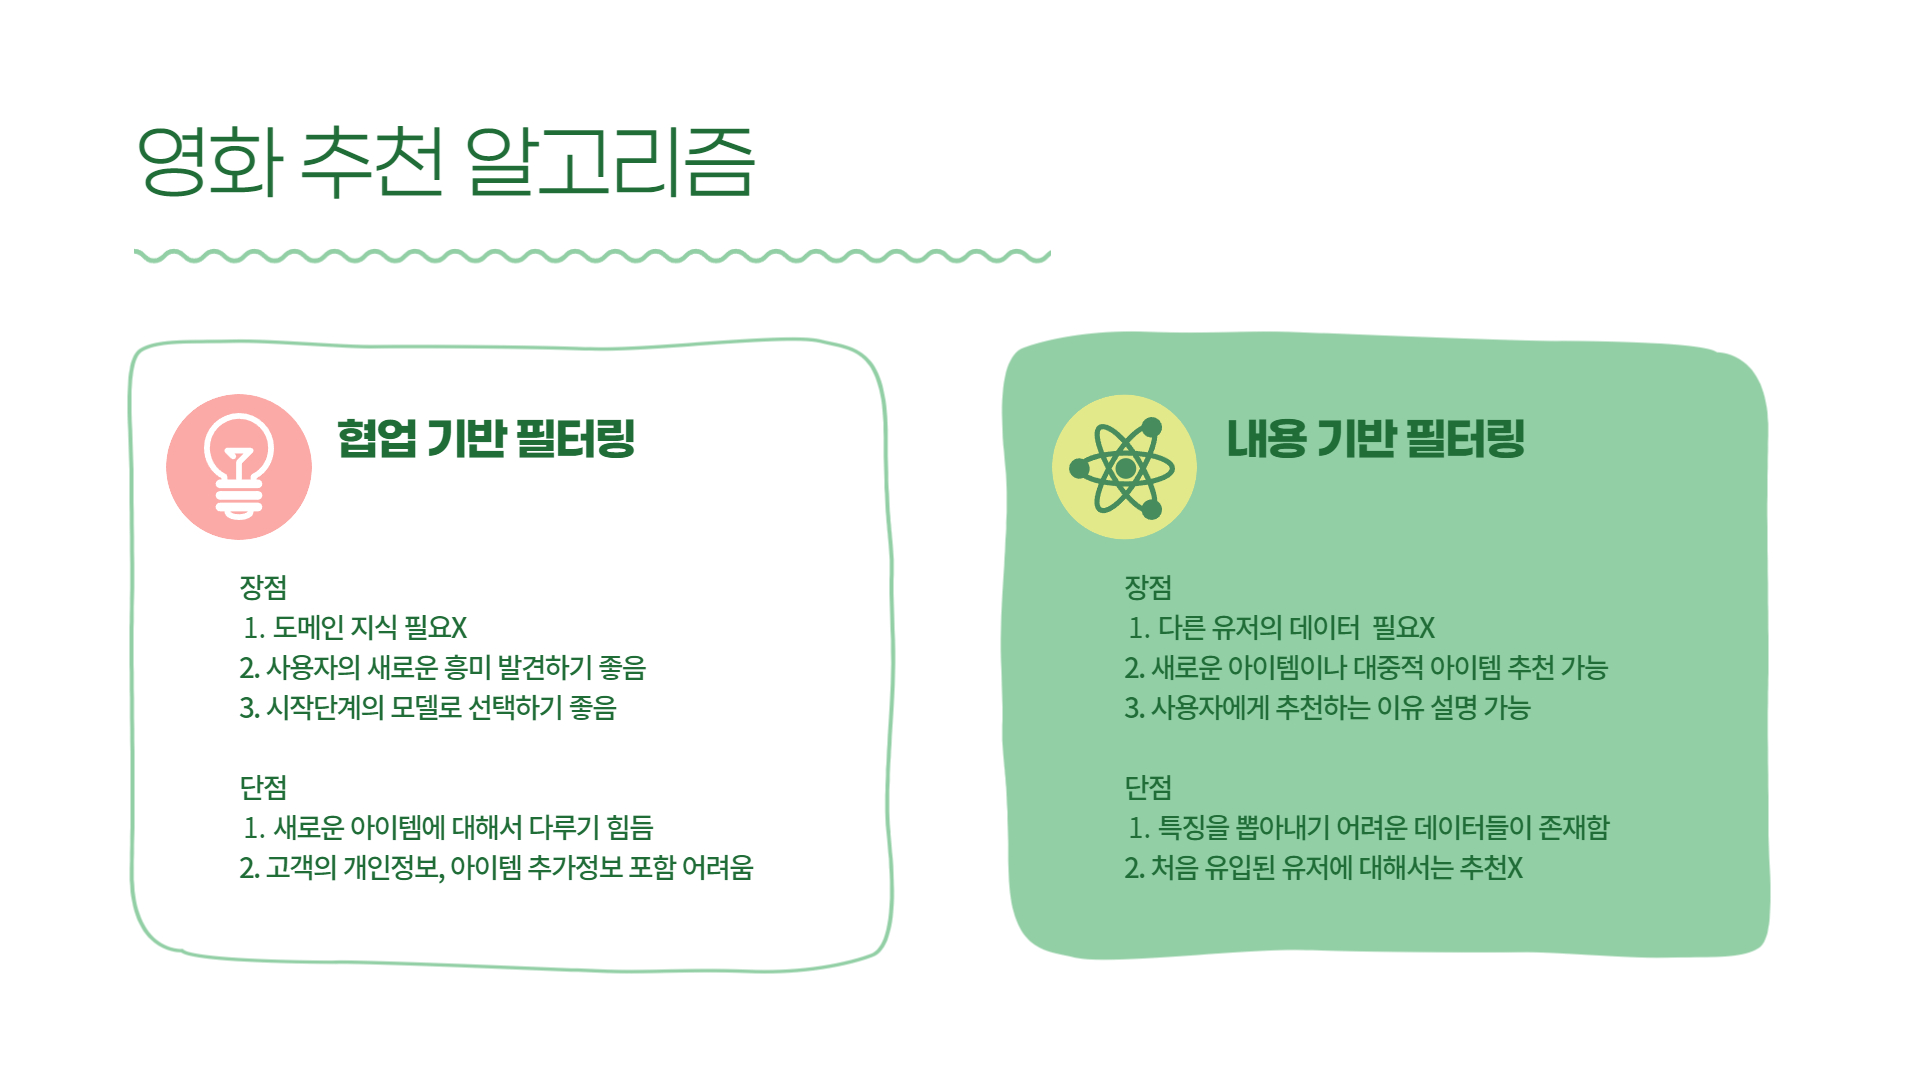 영화 추천 알고리즘
협업 기반 필터링
장점
1. 도메인 지식 필요X
2. 사용자의 새로운 흥미 발견하기 좋음
3. 시작단계의 모델로 선택하기 좋음
단점
1. 새로운 아이템에 대해서 다루기 힘듬
2. 고객의 개인정보, 아이템 추가정보 포함 어려움
내용 기반 필터링
장점
1. 다른 유저의 데이터  필요X
2. 새로운 아이템이나 대중적 아이템 추천 가능
3. 사용자에게 추천하는 이유 설명 가능
단점
1. 특징을 뽑아내기 어려운 데이터들이 존재함
2. 처음 유입된 유저에 대해서는 추천X